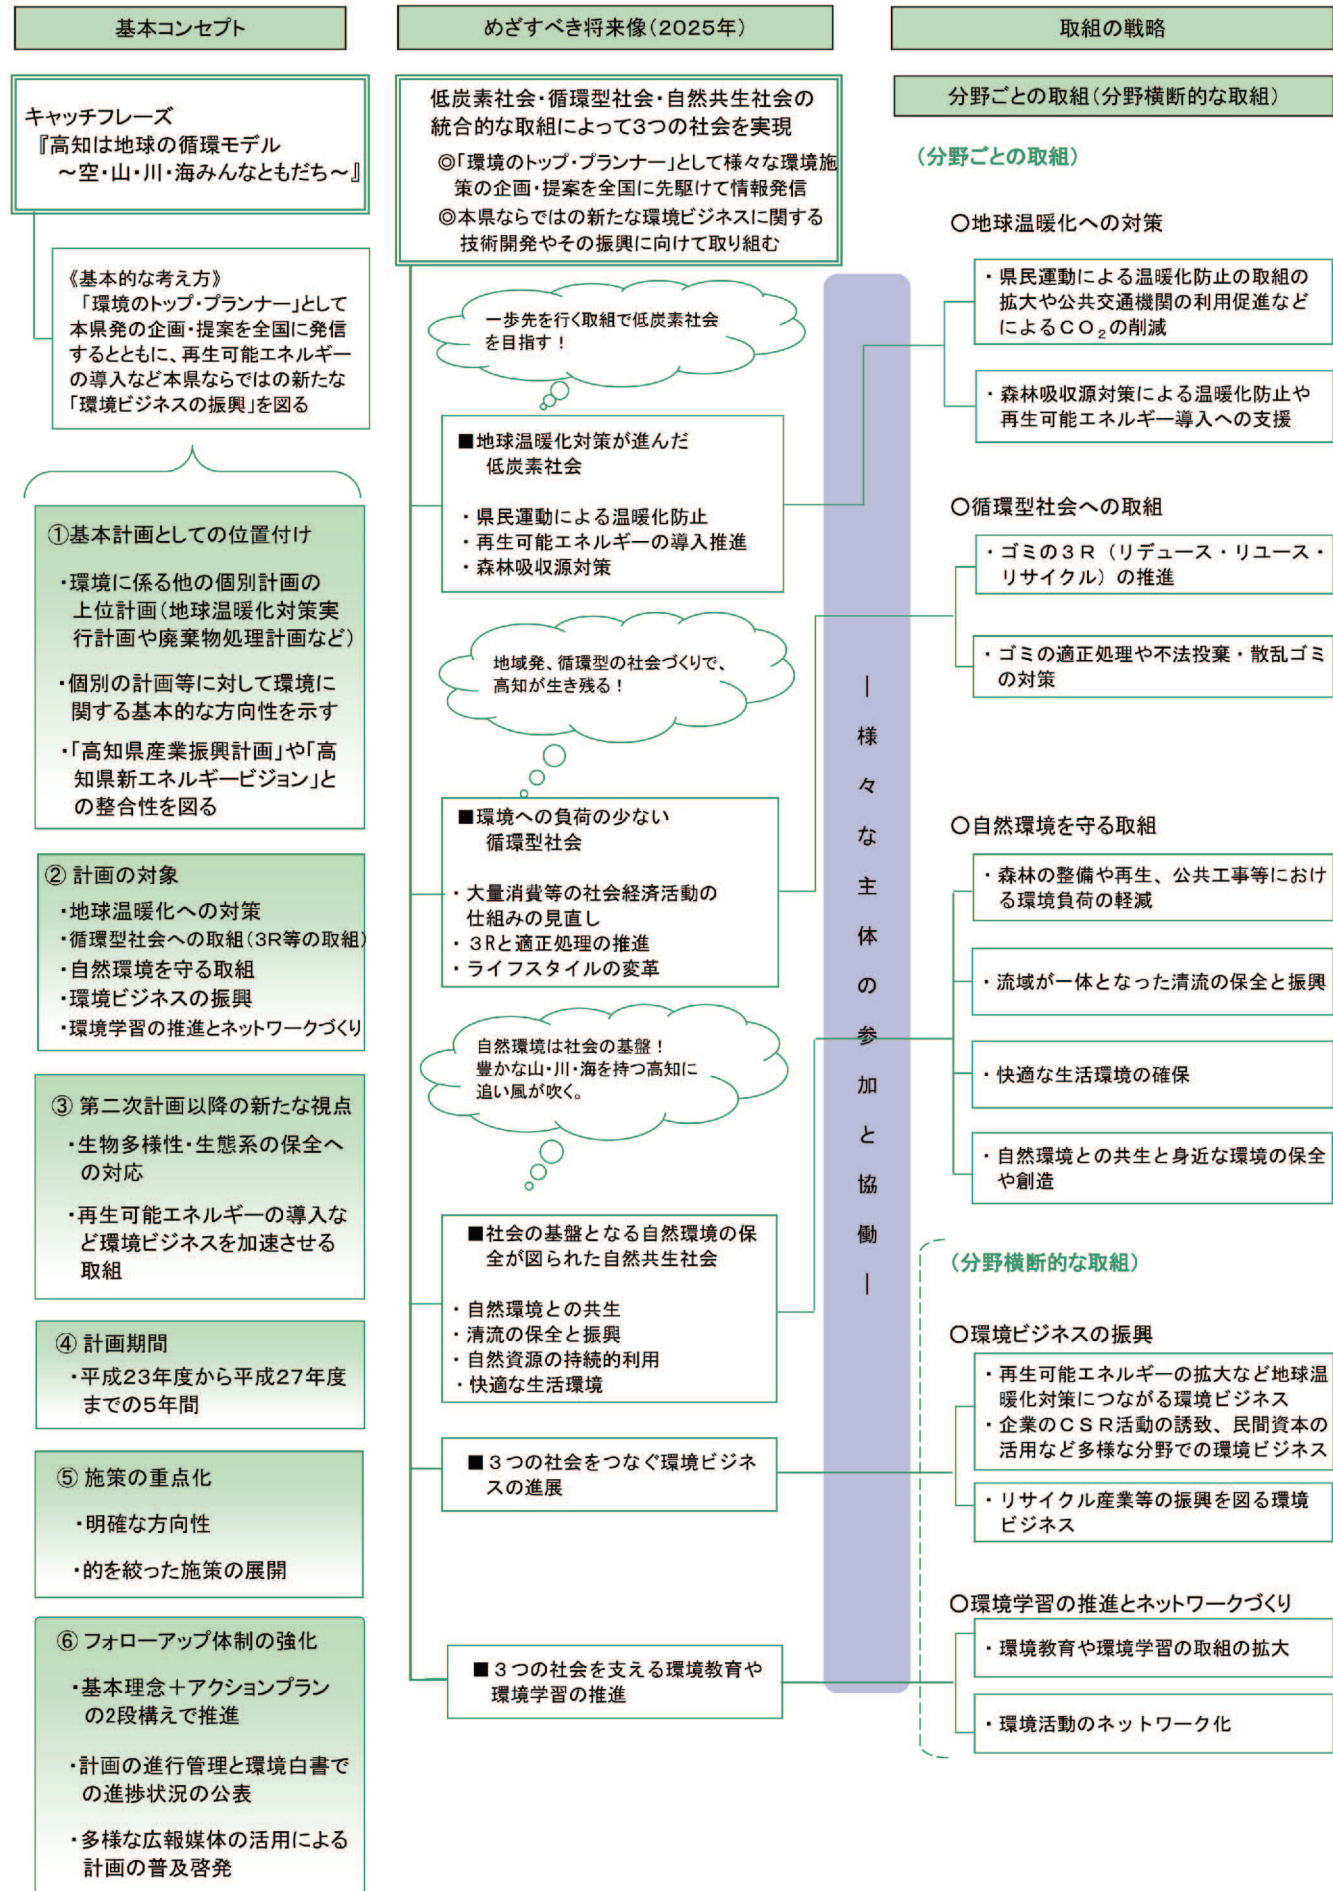 基本コンセプト
キャッチフレーズ
『高知は地球の循環モデル
～空・山・川・海みんなともだち～』
《基本的な考え方》
「環境のトップ・プランナー」として
本県発の企画・提案を全国に発信
するとともに、再生可能エネルギー
の導入など本県ならではの新たな
「環境ビジネスの振興」を図る
①基本計画としての位置付け
・環境に係る他の個別計画の
上位計画（地球温暖化対策実
行計画や廃棄物処理計画など）
・個別の計画等に対して環境に
関する基本的な方向性を示す
・「高知県産業振興計画」や「高
知県新エネルギービジョン」と
の整合性を図る
② 計画の対象
・地球温暖化への対策
・循環型社会への取組（3R等の取組）
・自然環境を守る取組
・環境ビジネスの振興
・環境学習の推進とネットワークづくり
③ 第二次計画以降の新たな視点
・生物多様性・生態系の保全へ
の対応
・再生可能エネルギーの導入な
ど環境ビジネスを加速させる
取組
④ 計画期間
・平成23年度から平成27年度
までの5年間
⑤ 施策の重点化
・明確な方向性
・的を絞った施策の展開
⑥ フォローアップ体制の強化
・基本理念＋アクションプラン
の2段構えで推進
・計画の進行管理と環境白書で
の進捗状況の公表
・多様な広報媒体の活用による
計画の普及啓発
めざすべき将来像（2025年）
低炭素社会・循環型社会・自然共生社会の
統合的な取組によって3つの社会を実現
◎「環境のトップ・プランナー」として様々な環境施
策の企画・提案を全国に先駆けて情報発信
◎本県ならではの新たな環境ビジネスに関する
技術開発やその振興に向けて取り組む
一歩先を行く取組で低炭素社会
を目指す！
■地球温暖化対策が進んだ
低炭素社会
・県民運動による温暖化防止
・再生可能エネルギーの導入推進
・森林吸収源対策
地域発、循環型の社会づくりで、
高知が生き残る！
■環境への負荷の少ない
循環型社会
・大量消費等の社会経済活動の
仕組みの見直し
・3Rと適正処理の推進
・ライフスタイルの変革
自然環境は社会の基盤！
豊かな山・川・海を持つ高知に
追い風が吹く。
■社会の基盤となる自然環境の保
全が図られた自然共生社会
・自然環境との共生
・清流の保全と振興
・自然資源の持続的利用
・快適な生活環境
■３つの社会をつなぐ環境ビジネ
スの進展
■３つの社会を支える環境教育や
環境学習の推進
―様々な主体の参加と協働―
取組の戦略
分野ごとの取組（分野横断的な取組）
（分野ごとの取組）
○地球温暖化への対策
・県民運動による温暖化防止の取組の
拡大や公共交通機関の利用促進など
によるＣＯ₂の削減
・森林吸収源対策による温暖化防止や
再生可能エネルギー導入への支援
○循環型社会への取組
・ゴミの３Ｒ（リデュース・リユース・
リサイクル）の推進
・ゴミの適正処理や不法投棄・散乱ゴミ
の対策
○自然環境を守る取組
・森林の整備や再生、公共工事等におけ
る環境負荷の軽減
・流域が一体となった清流の保全と振興
・快適な生活環境の確保
・自然環境との共生と身近な環境の保全
や創造
（分野横断的な取組）
○環境ビジネスの振興
・再生可能エネルギーの拡大など地球温
暖化対策につながる環境ビジネス
・企業のＣＳＲ活動の誘致、民間資本の
活用など多様な分野での環境ビジネス
・リサイクル産業等の振興を図る環境
ビジネス
○環境学習の推進とネットワークづくり
・環境教育や環境学習の取組の拡大
・環境活動のネットワーク化